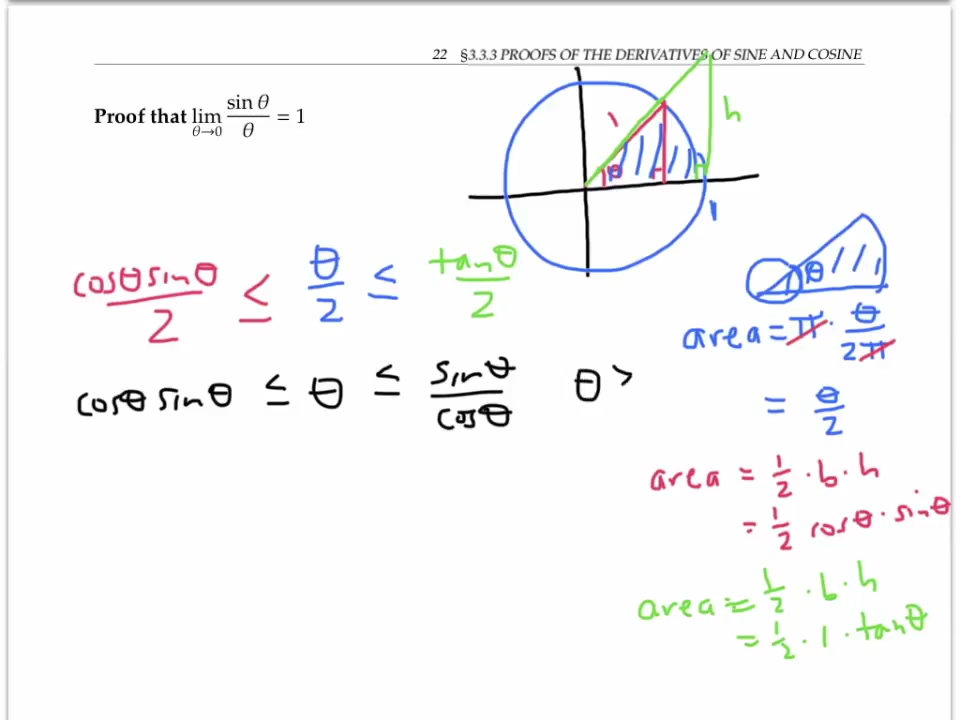 22 §3.3.3 PROOFS OF THE DERIVATIVES OF SINE AND COSINE
Proof that lim θ→0 sin θ / θ = 1
1
h
θ
1
cosθ sinθ / 2 ≤ θ / 2 ≤ tanθ / 2
θ
area = π · θ / 2π
cosθ sinθ ≤ θ ≤ sinθ / cosθ θ >
= θ / 2
area = 1/2 · b · h
= 1/2 cosθ · sinθ
area = 1/2 · b · h
= 1/2 · 1 · tanθ